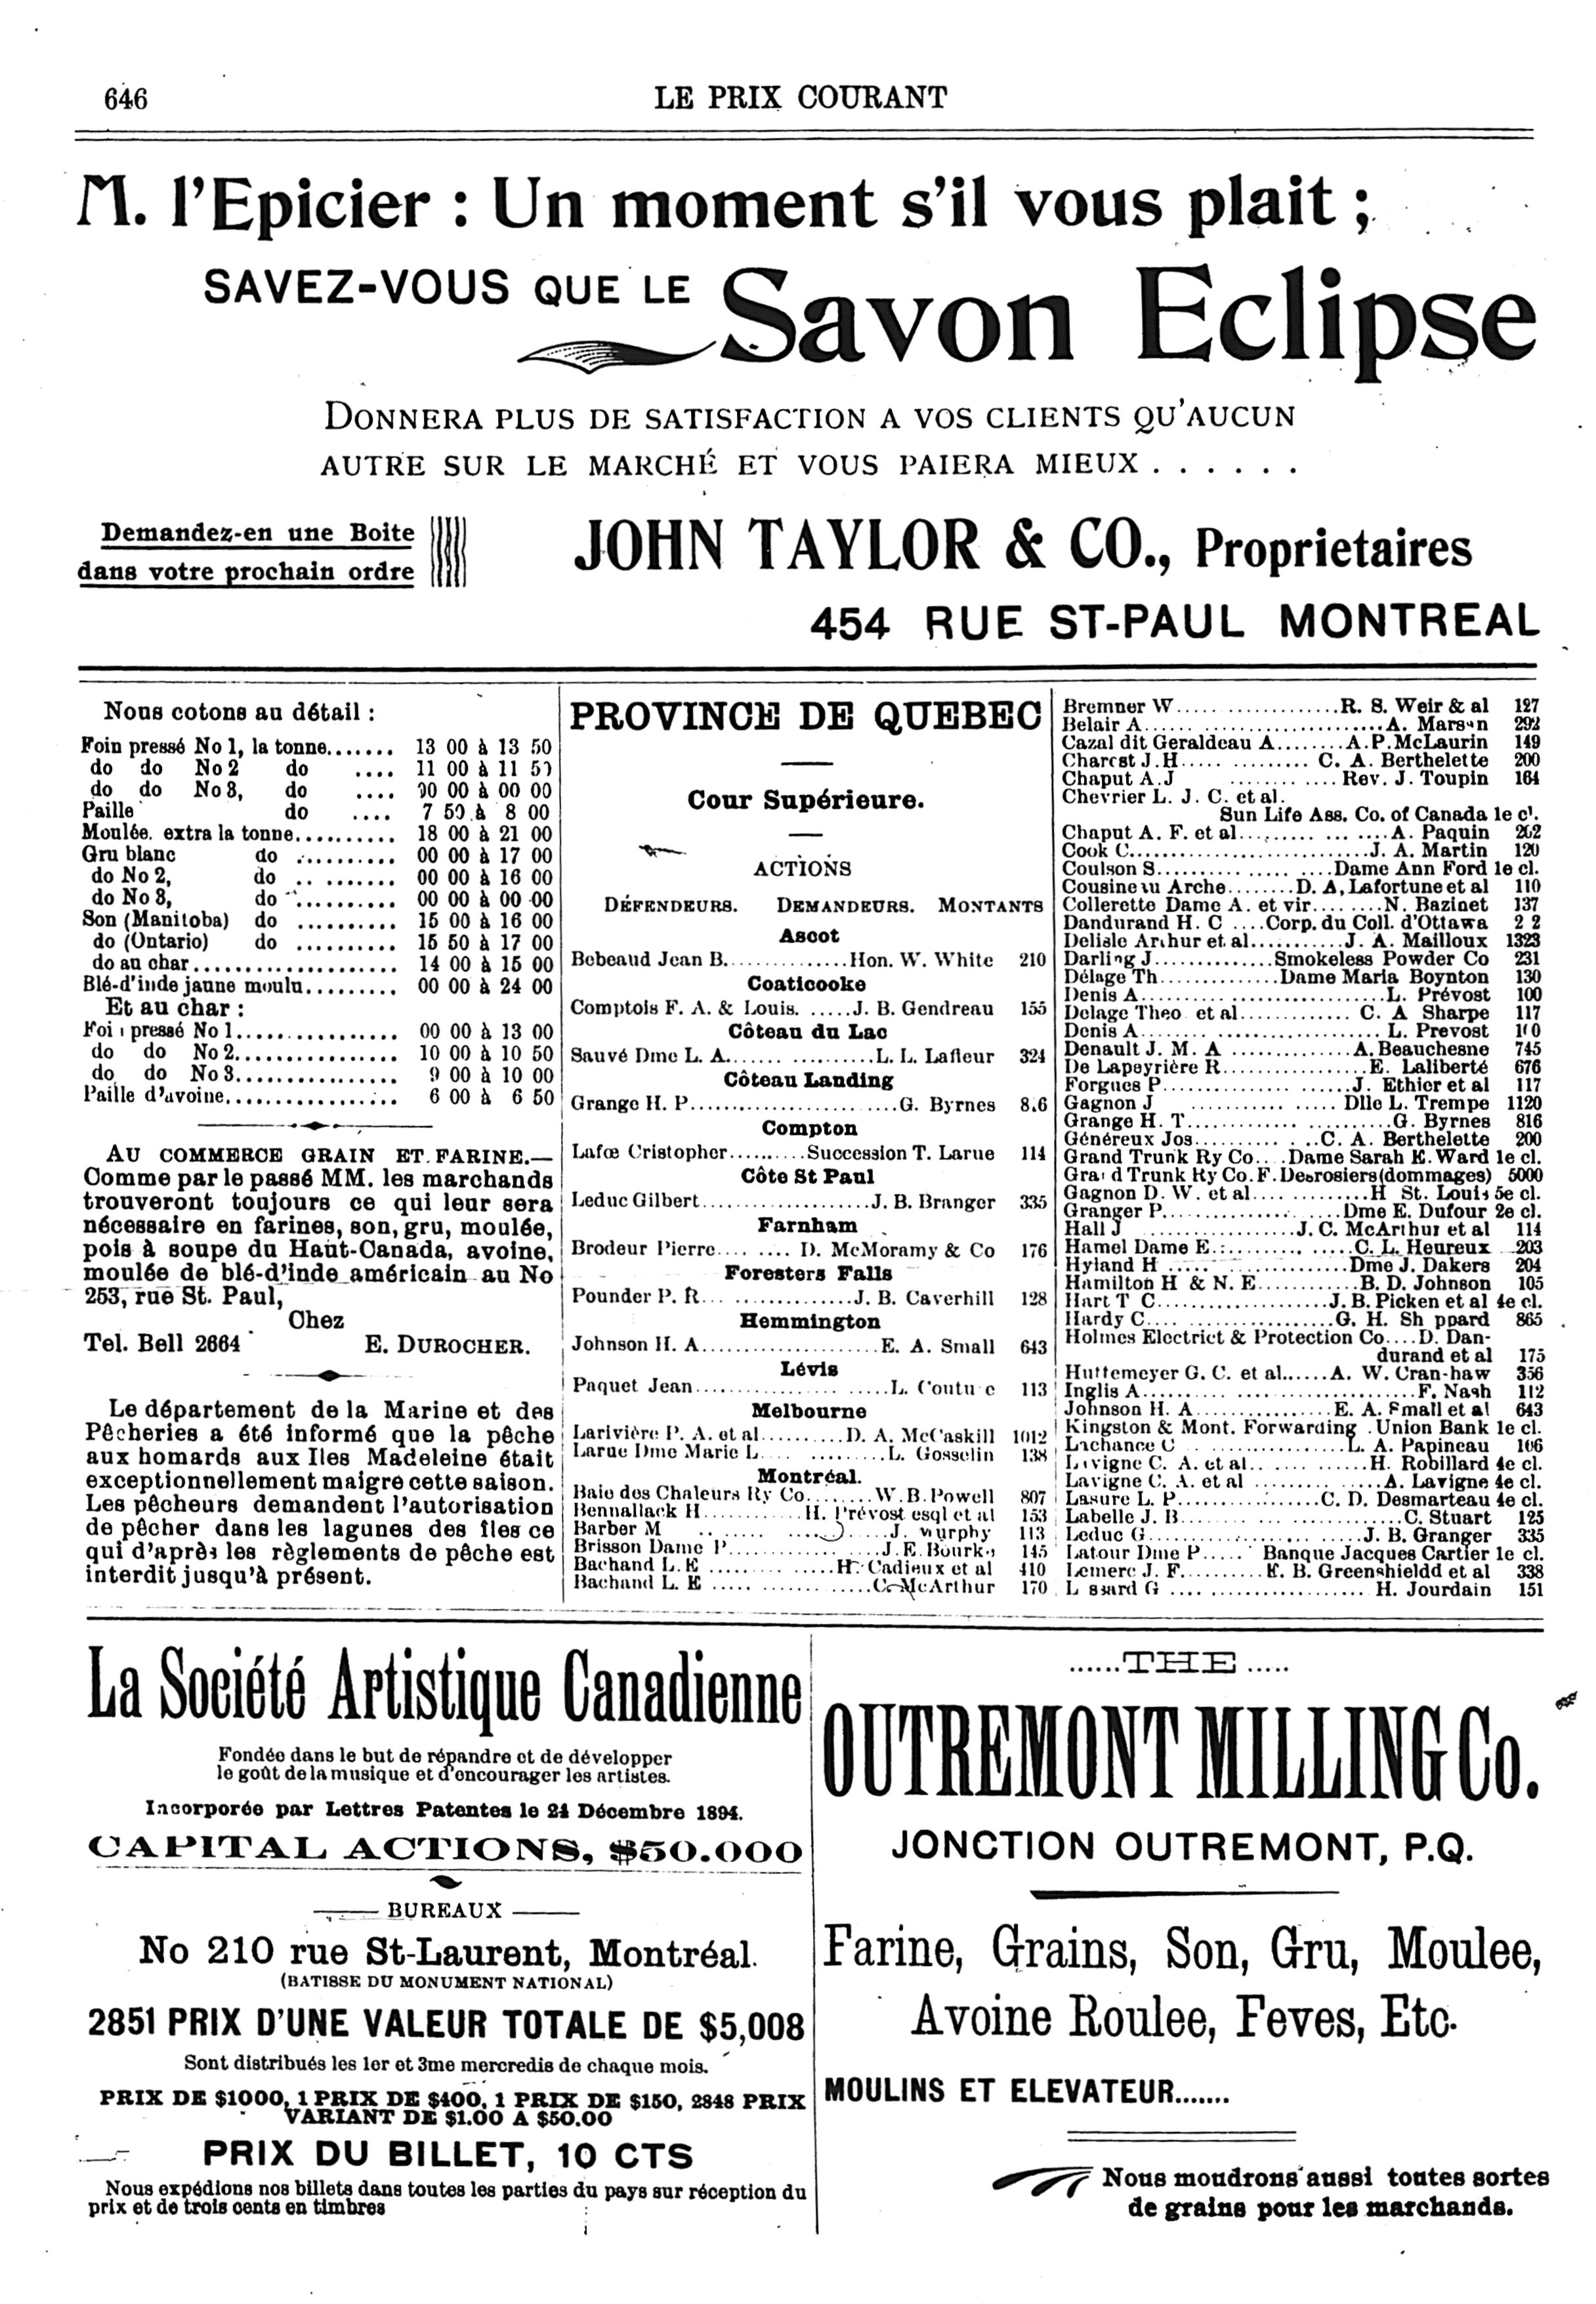 646
LE PRIX COURANT
M. l'Epicier : Un moment s'il vous plait ;
SAVEZ-VOUS QUE LE Savon Eclipse
DONNERA PLUS DE SATISFACTION A VOS CLIENTS QU'AUCUN
AUTRE SUR LE MARCHÉ ET VOUS PAIERA MIEUX . . . . . .
Demandez-en une Boite
dans votre prochain ordre
JOHN TAYLOR & CO., Proprietaires
454 RUE ST-PAUL MONTREAL
Nous cotons au détail :
Foin pressé No 1, la tonne....... 13 00 à 13 50
do do No 2 do .... 11 00 à 11 50
do do No 3, do .... 00 00 à 00 00
Paille do .... 7 50 à 8 00
Moulée. extra la tonne.......... 18 00 à 21 00
Gru blanc do .......... 00 00 à 17 00
do No 2, do .. ....... 00 00 à 16 00
do No 3, do ........ 00 00 à 00 00
Son (Manitoba) do .......... 15 00 à 16 00
do (Ontario) do .......... 15 50 à 17 00
do au char.................... 14 00 à 15 00
Blé-d'inde jaune moulu......... 00 00 à 24 00
Et au char :
Foi pressé No 1................ 00 00 à 13 00
do do No 2................ 10 00 à 10 50
do do No 3................ 9 00 à 10 00
Paille d'avoine................. 6 00 à 6 50
AU COMMERCE GRAIN ET FARINE.—
Comme par le passé MM. les marchands
trouveront toujours ce qui leur sera
nécessaire en farines, son, gru, moulée,
pois à soupe du Haut-Canada, avoine,
moulée de blé-d'inde américain au No
253, rue St. Paul,
Chez
Tel. Bell 2664 E. DUROCHER.
Le département de la Marine et des
Pêcheries a été informé que la pêche
aux homards aux Iles Madeleine était
exceptionnellement maigre cette saison.
Les pêcheurs demandent l'autorisation
de pêcher dans les lagunes des îles ce
qui d'après les règlements de pêche est
interdit jusqu'à présent.
PROVINCE DE QUEBEC
Cour Supérieure.
ACTIONS
DÉFENDEURS. DEMANDEURS. MONTANTS
Ascot
Bebeaud Jean B..............Hon. W. White 210
Coaticooke
Comptois F. A. & Louis. ......J. B. Gendreau 155
Côteau du Lac
Sauvé Dme L. A....... ..........L. L. Lafleur 324
Côteau Landing
Grange H. P.........................G. Byrnes 8.6
Compton
Lafœ Cristopher..........Succession T. Larue 114
Côte St Paul
Leduc Gilbert....................J. B. Branger 335
Farnham
Brodeur Pierre.... .... D. McMoramy & Co 176
Foresters Falls
Pounder P. R... ..............J. B. Caverhill 128
Hemmington
Johnson H. A.....................E. A. Small 643
Lévis
Paquet Jean................ ......L. Coutu e 113
Melbourne
Larivière P. A. et al..........D. A. McCaskill 1012
Larue Dme Marie L.... .........L. Gosselin 138
Montréal.
Baie des Chaleurs Ry Co........W. B. Powell 807
Bennallack H............H. Prévost esql et al 153
Barber M .. .... ......J. urphy 113
Brisson Dame P..................J. E. Bourk 145
Bachand L. E ...............H. Cadieux et al 410
Bachand L. E ..... .............C. McArthur 170
Bremner W...................R. S. Weir & al 127
Belair A.............................A. Mars n 292
Cazal dit Geraldeau A........A.P.McLaurin 149
Charest J.H..... ......... C. A. Berthelette 200
Chaput A.J ............. Rev. J. Toupin 164
Chevrier L. J. C. et al.
Sun Life Ass. Co. of Canada 1e cl.
Chaput A. F. et al.... ... ... ....A. Paquin 202
Cook C............................J. A. Martin 120
Coulson S........... .... ....Dame Ann Ford 1e cl.
Cousineau Arche........D. A, Lafortune et al 110
Collerette Dame A. et vir..... ....N. Bazinet 137
Dandurand H. C ....Corp. du Coll. d'Ottawa 2 2
Delisle Arthur et al...........J. A. Mailloux 1323
Darling J..............Smokeless Powder Co 231
Délage Th..............Dame Maria Boynton 130
Denis A............ ................L. Prévost 100
Delage Theo et al............. C. A Sharpe 117
Denis A......... ................. L. Prevost 1 0
Denault J. M. A ..............A. Beauchesne 745
De Lapeyrière R..................E. Laliberté 676
Forgues P................ ......J. Ethier et al 117
Gagnon J ............ ..... Dlle L. Trempe 1120
Grange H. T............. ..........G. Byrnes 816
Généreux Jos.......... . ..C. A. Berthelette 200
Grand Trunk Ry Co....Dame Sarah E. Ward 1e cl.
Gra d Trunk Ry Co.F. Desrosiers(dommages) 5000
Gagnon D. W. et al.... ..........H St. Louis 5e cl.
Granger P............. ......Dme E. Dufour 2e cl.
Hall J ....................J. C. McArthur et al 114
Hamel Dame E.:......... ......C. L. Heureux 203
Hyland H ..... ..............Dme J. Dakers 204
Hamilton H & N. E............B. D. Johnson 105
Hart T C....................J. B. Picken et al 4e cl.
Hardy C.... .....................G. H. Sh ppard 865
Holmes Electrict & Protection Co....D. Dan-
durand et al 175
Huttemeyer G. C. et al......A. W. Cran-haw 356
Inglis A......... .....................F. Nash 112
Johnson H. A................E. A. Small et al 643
Kingston & Mont. Forwarding . Union Bank 1e cl.
Lachance C .. ................L. A. Papineau 106
L vigne C. A. et al.. ..........H. Robillard 4e cl.
Lavigne C. A. et al ...............A. Lavigne 4e cl.
Lasure L. P................C. D. Desmarteau 4e cl.
Labelle J. B....... .. ..............C. Stuart 125
Leduc G..................... ....J. B. Granger 335
Latour Dme P..... Banque Jacques Cartier 1e cl.
Lemere J. F..........E. B. Greenshieldd et al 338
L ssard G .... ................ H. Jourdain 151
La Société Artistique Canadienne
Fondée dans le but de répandre et de développer
le goût de la musique et d'encourager les artistes.
Incorporée par Lettres Patentes le 24 Décembre 1894.
CAPITAL ACTIONS, $50.000
BUREAUX
No 210 rue St-Laurent, Montréal.
(BATISSE DU MONUMENT NATIONAL)
2851 PRIX D'UNE VALEUR TOTALE DE $5,008
Sont distribués les 1er et 3me mercredis de chaque mois.
PRIX DE $1000, 1 PRIX DE $400, 1 PRIX DE $150, 2848 PRIX
VARIANT DE $1.00 A $50.00
PRIX DU BILLET, 10 CTS
Nous expédions nos billets dans toutes les parties du pays sur réception du
prix et de trois cents en timbres
......THE.....
OUTREMONT MILLING Co.
JONCTION OUTREMONT, P.Q.
Farine, Grains, Son, Gru, Moulee,
Avoine Roulee, Feves, Etc.
MOULINS ET ELEVATEUR.......
Nous moudrons aussi toutes sortes
de grains pour les marchands.